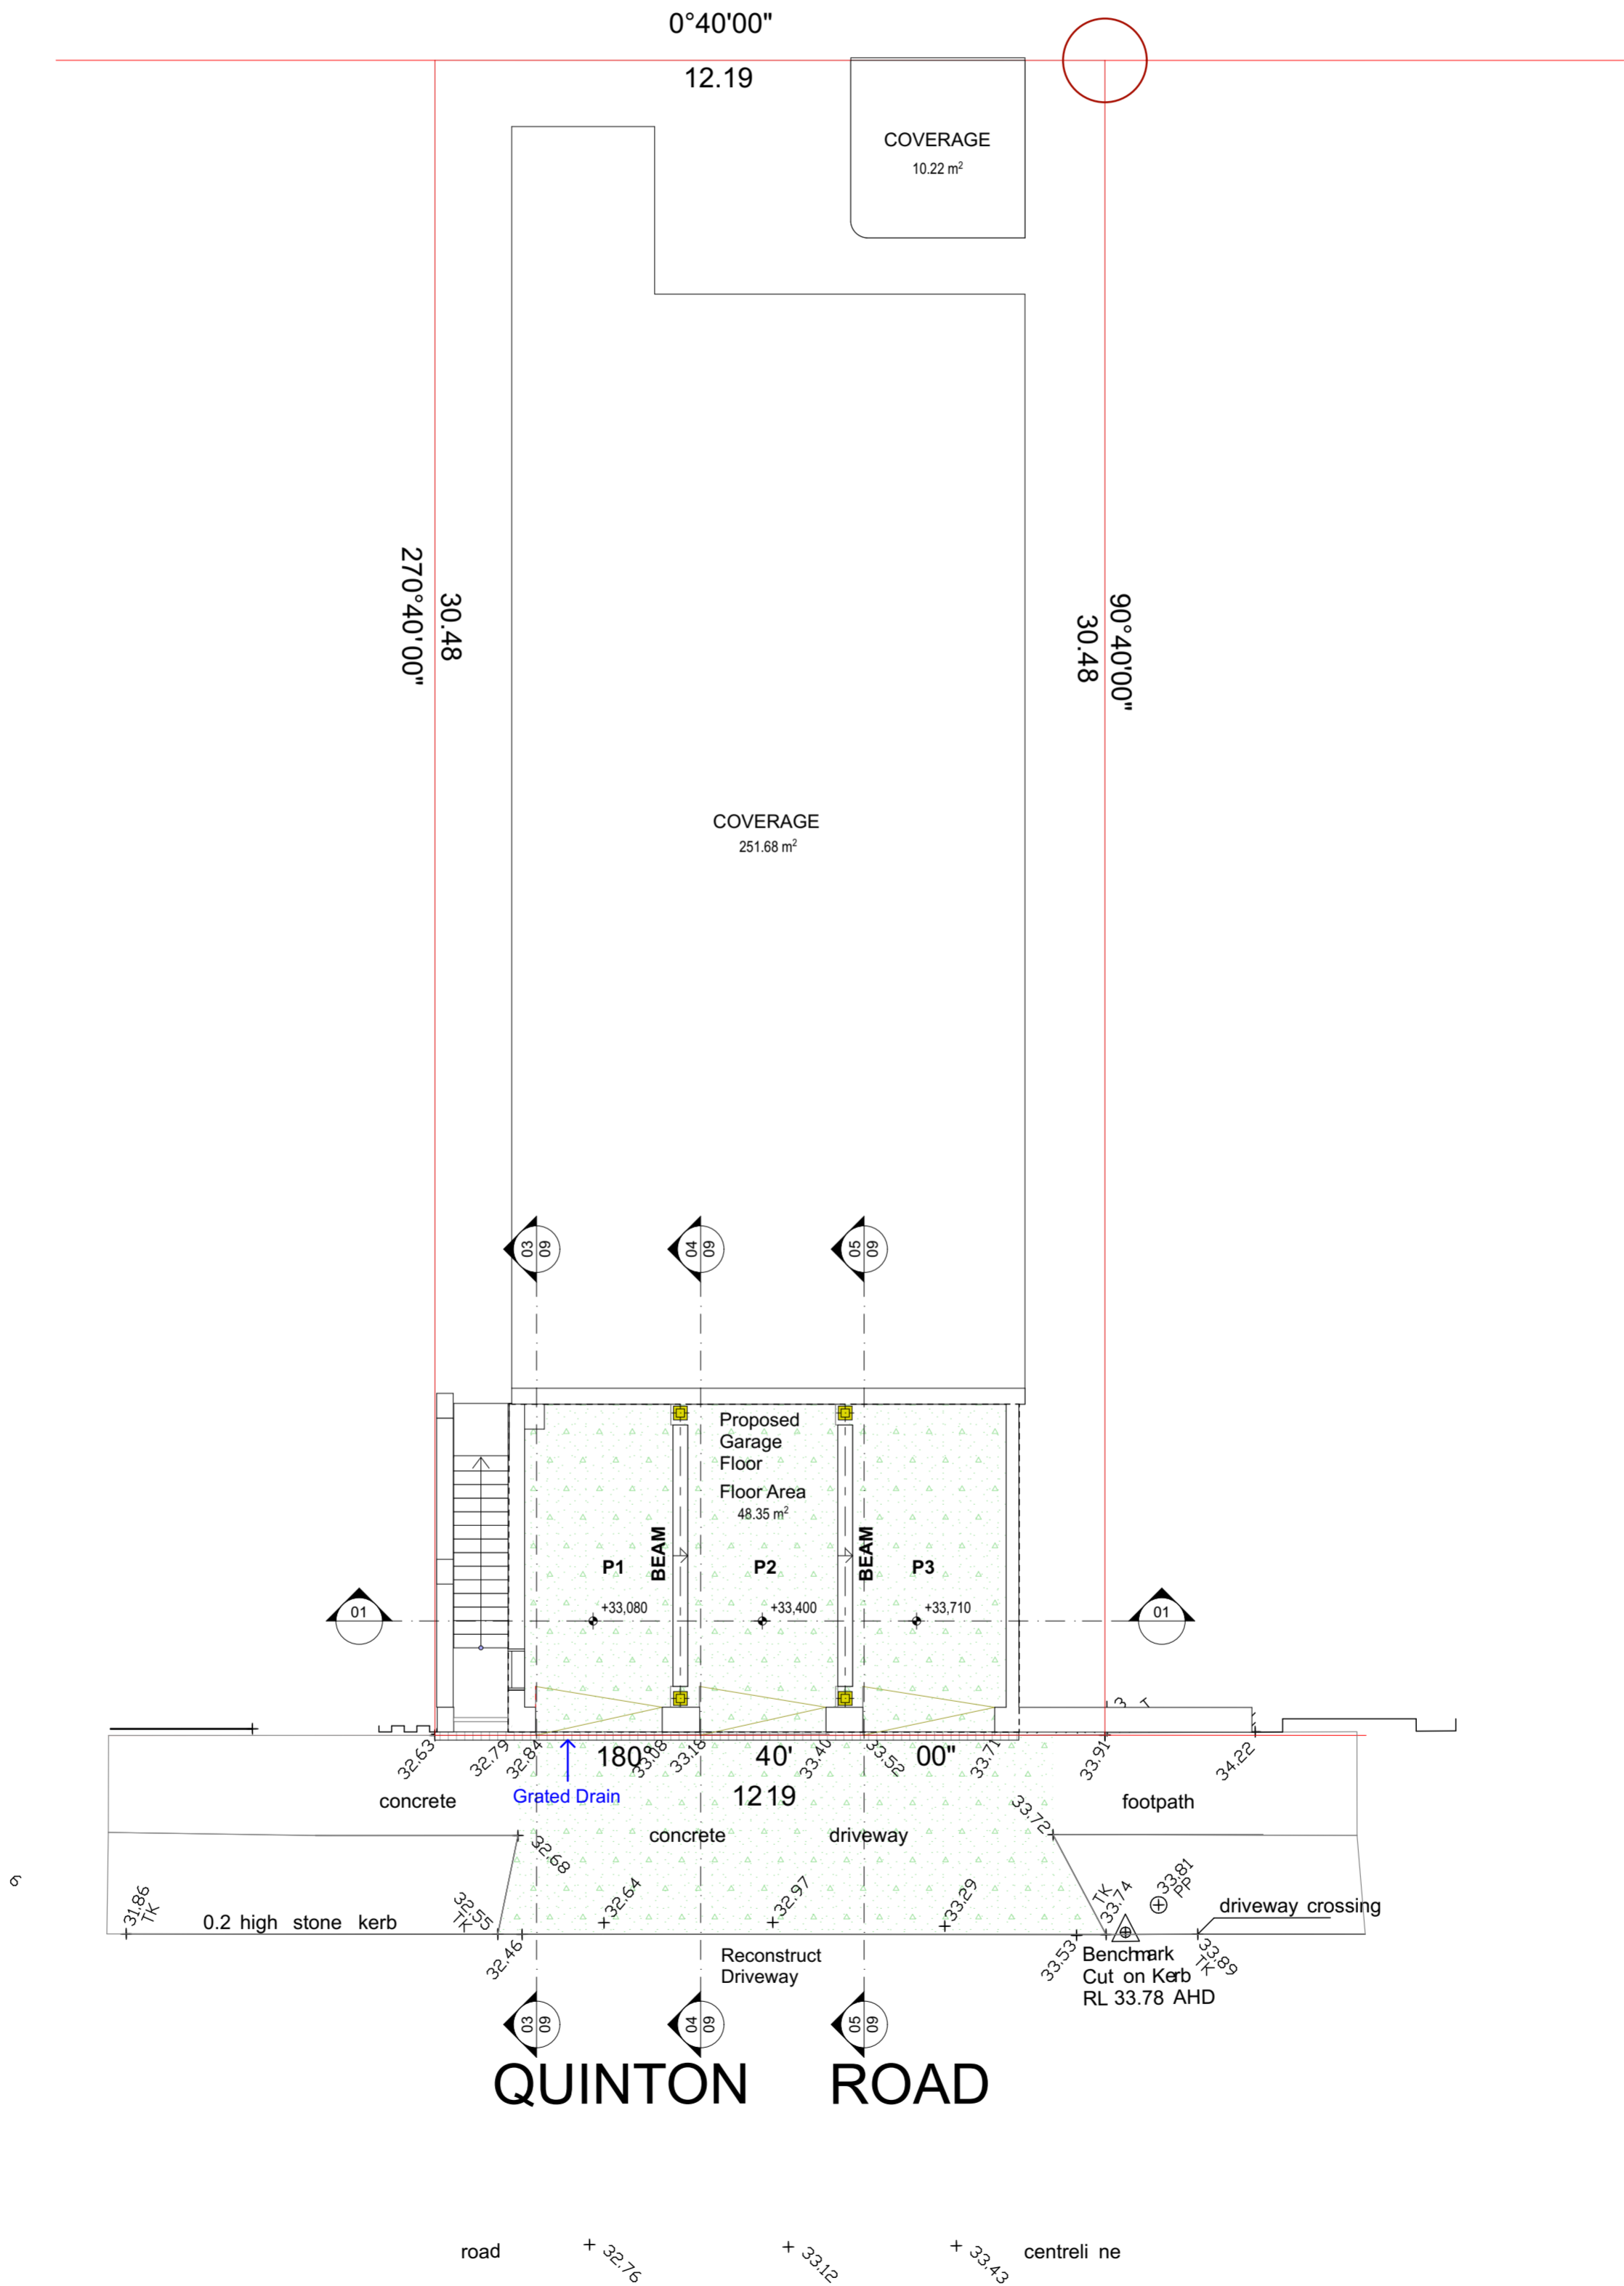 0°40'00"
12.19
COVERAGE
10.22 m²
270°40'00"
30.48
90°40'00"
30.48
COVERAGE
251.68 m²
03
09
04
09
05
09
Proposed
Garage
Floor
Floor Area
48.35 m²
BEAM
BEAM
P1
P2
P3
+33,080
+33,400
+33,710
01
01
32.63
32.79
32.84
180°
33.08
33.18
40'
33.40
33.52
00"
33.71
33.91
34.22
Grated Drain
1219
concrete
footpath
concrete driveway
33.72
32.68
31.86
TK
0.2 high stone kerb
32.55
TK
32.46
32.64
32.97
33.29
TK
33.74
33.81
PP
driveway crossing
33.53
33.89
TK
Reconstruct
Driveway
Benchmark
Cut on Kerb
RL 33.78 AHD
03
09
04
09
05
09
QUINTON ROAD
road
32.76
33.12
33.43
centreli ne